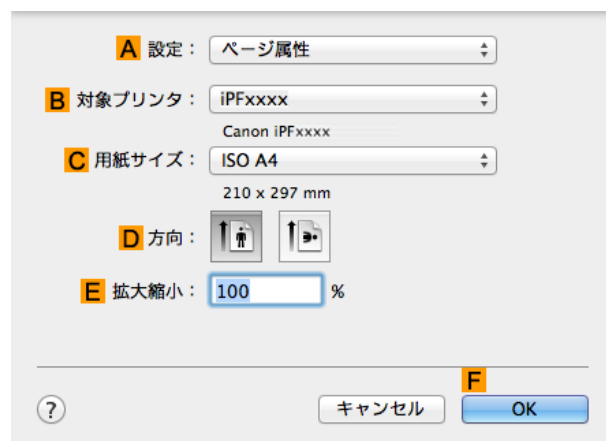 A 設定： ページ属性
B 対象プリンタ： iPFxxxx
Canon iPFxxxx
C 用紙サイズ： ISO A4
210 x 297 mm
D 方向：
E 拡大縮小： 100 %
F
? キャンセル OK